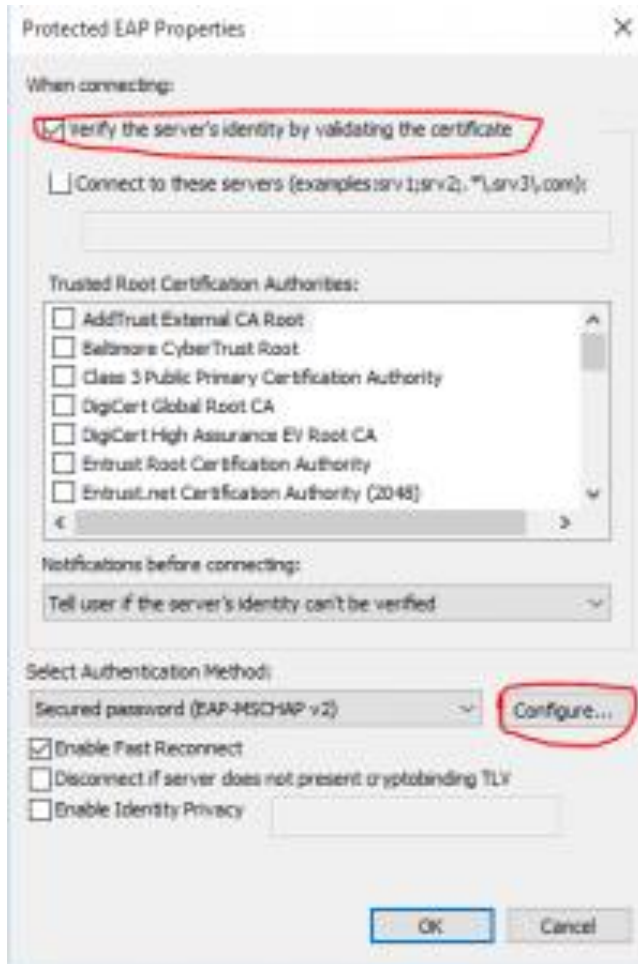 Protected EAP Properties
When connecting:
Verify the server's identity by validating the certificate
Connect to these servers (examples:srv1;srv2;.*\.srv3\.com):
Trusted Root Certification Authorities:
AddTrust External CA Root
Baltimore CyberTrust Root
Class 3 Public Primary Certification Authority
DigiCert Global Root CA
DigiCert High Assurance EV Root CA
Entrust Root Certification Authority
Entrust.net Certification Authority (2048)
Notifications before connecting:
Tell user if the server's identity can't be verified
Select Authentication Method:
Secured password (EAP-MSCHAP v2)
Configure...
Enable Fast Reconnect
Disconnect if server does not present cryptobinding TLV
Enable Identity Privacy
OK
Cancel